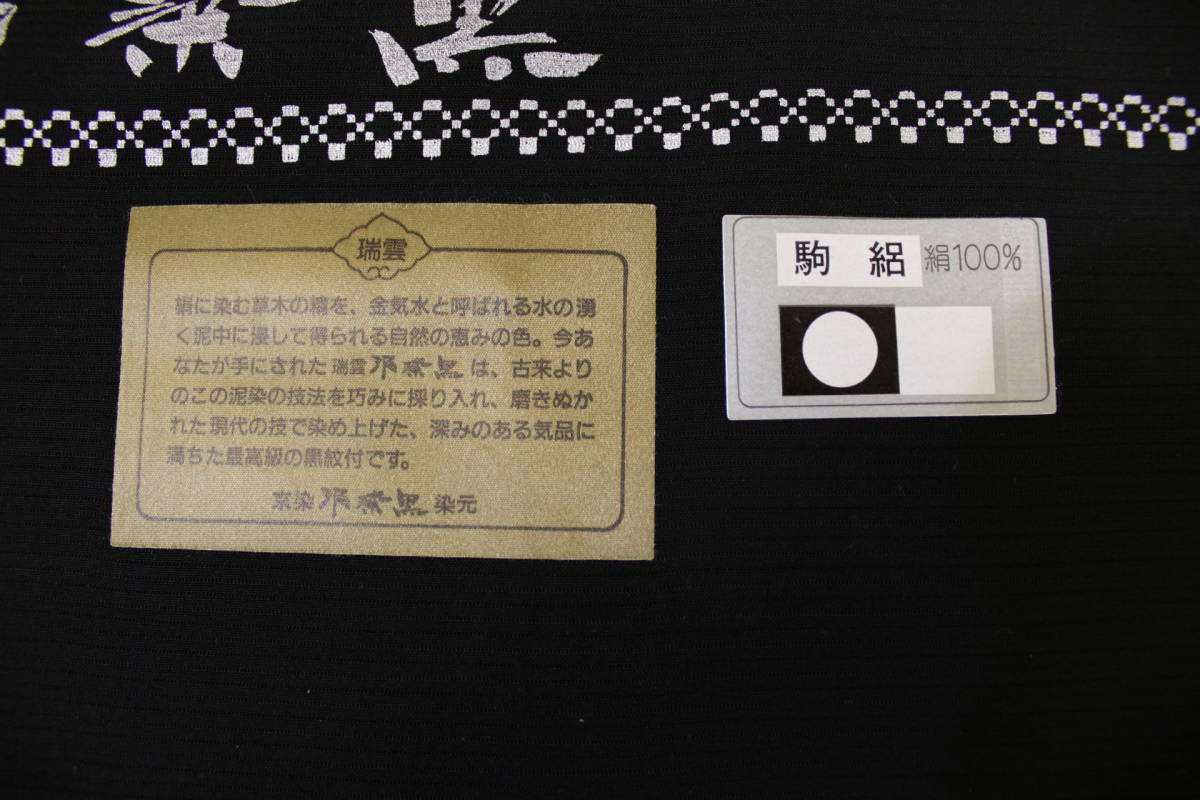 染黒
瑞雲
絹に染む草木の精を、金気水と呼ばれる水の湧
く泥中に浸して得られる自然の恵みの色。今あ
なたが手にされた瑞雲 染黒 は、古来より
のこの泥染の技法を巧みに採り入れ、磨きぬか
れた現代の技で染め上げた、深みのある気品に
満ちた最高級の黒紋付です。
京染 染黒 染元
駒絽 絹100%